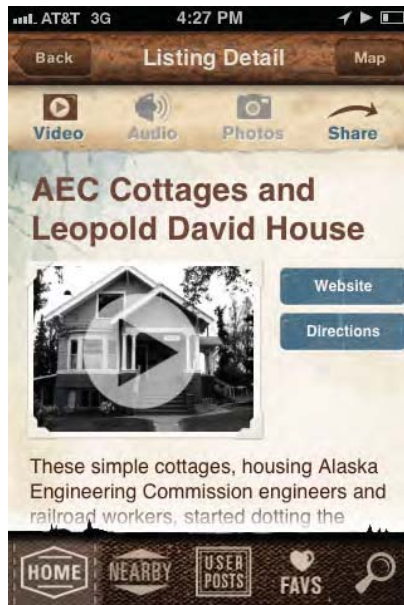 AT&T 3G 4:27 PM
Back Listing Detail Map
Video Audio Photos Share
AEC Cottages and
Leopold David House
Website
Directions
These simple cottages, housing Alaska
Engineering Commission engineers and
railroad workers, started dotting the
HOME NEARBY USER POSTS FAVS